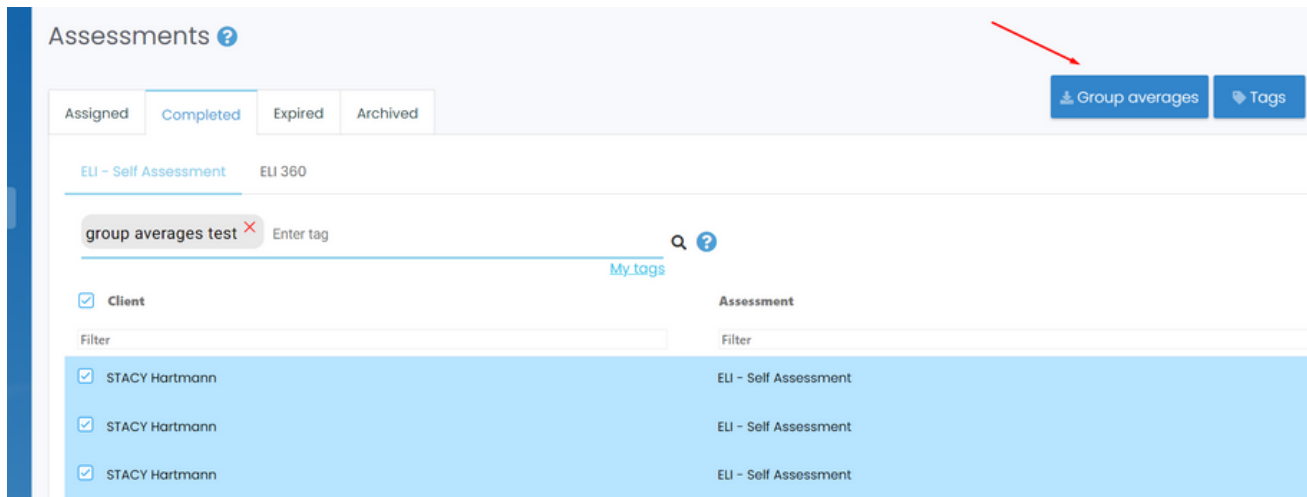 Assessments ?
Group averages Tags
Assigned Completed Expired Archived
ELI - Self Assessment ELI 360
group averages test Enter tag ?
My tags
Client Assessment
Filter Filter
STACY Hartmann ELI - Self Assessment
STACY Hartmann ELI - Self Assessment
STACY Hartmann ELI - Self Assessment